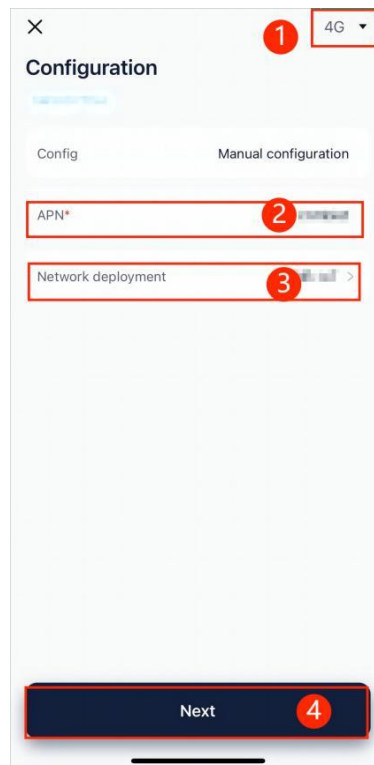 1
4G
Configuration
Config Manual configuration
APN* 2
Network deployment 3
Next 4